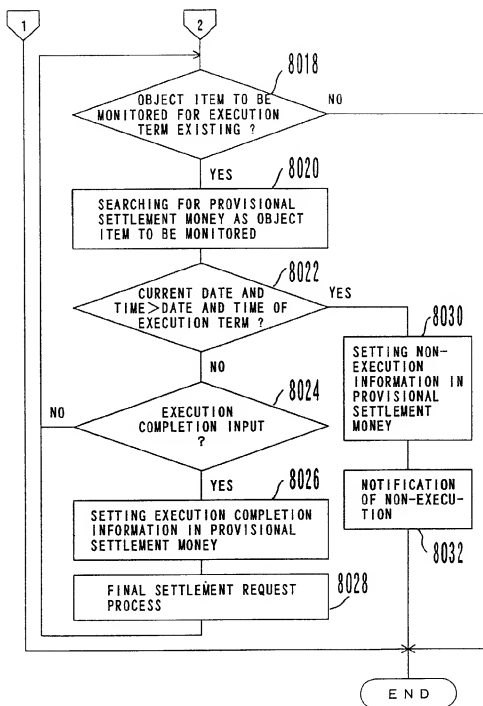 1
2
8018
OBJECT ITEM TO BE
MONITORED FOR EXECUTION
TERM EXISTING ?
NO
YES
8020
SEARCHING FOR PROVISIONAL
SETTLEMENT MONEY AS OBJECT
ITEM TO BE MONITORED
8022
CURRENT DATE AND
TIME>DATE AND TIME OF
EXECUTION TERM ?
YES
NO
8030
SETTING NON-
EXECUTION
INFORMATION IN
PROVISIONAL
SETTLEMENT
MONEY
8024
NO
EXECUTION
COMPLETION INPUT
?
YES
8026
SETTING EXECUTION COMPLETION
INFORMATION IN PROVISIONAL
SETTLEMENT MONEY
NOTIFICATION
OF NON-EXECU-
TION
8032
FINAL SETTLEMENT REQUEST
PROCESS
8028
END